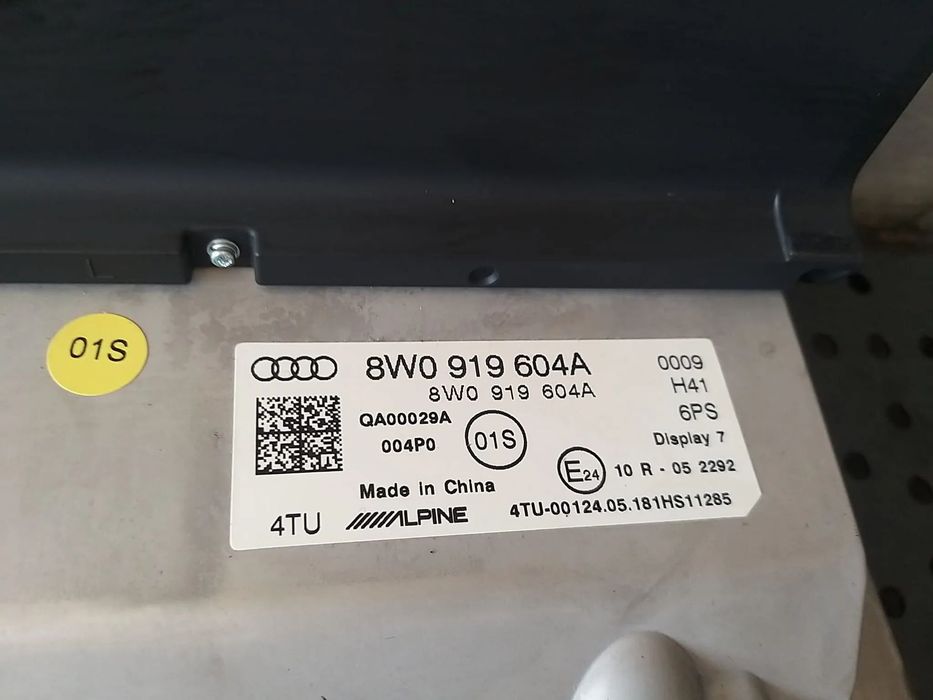 L
01S
8W0 919 604A
8W0 919 604A
0009
H41
6PS
Display 7
QA00029A
004P0
01S
E24 10 R - 05 2292
Made in China
4TU
ALPINE
4TU-00124.05.181HS11285